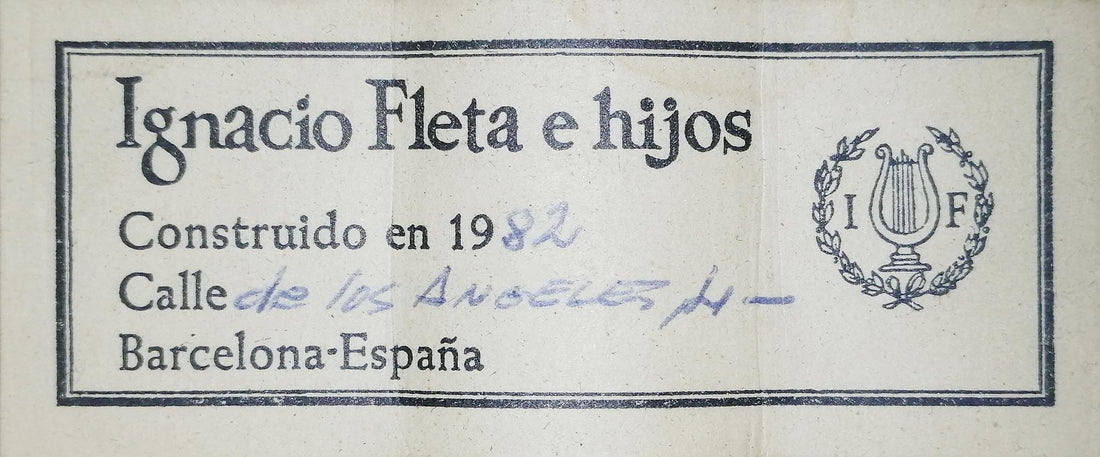 Ignacio Fleta e hijos
I F
Construido en 1982
Calle de los ANGELES 4 —
Barcelona-España